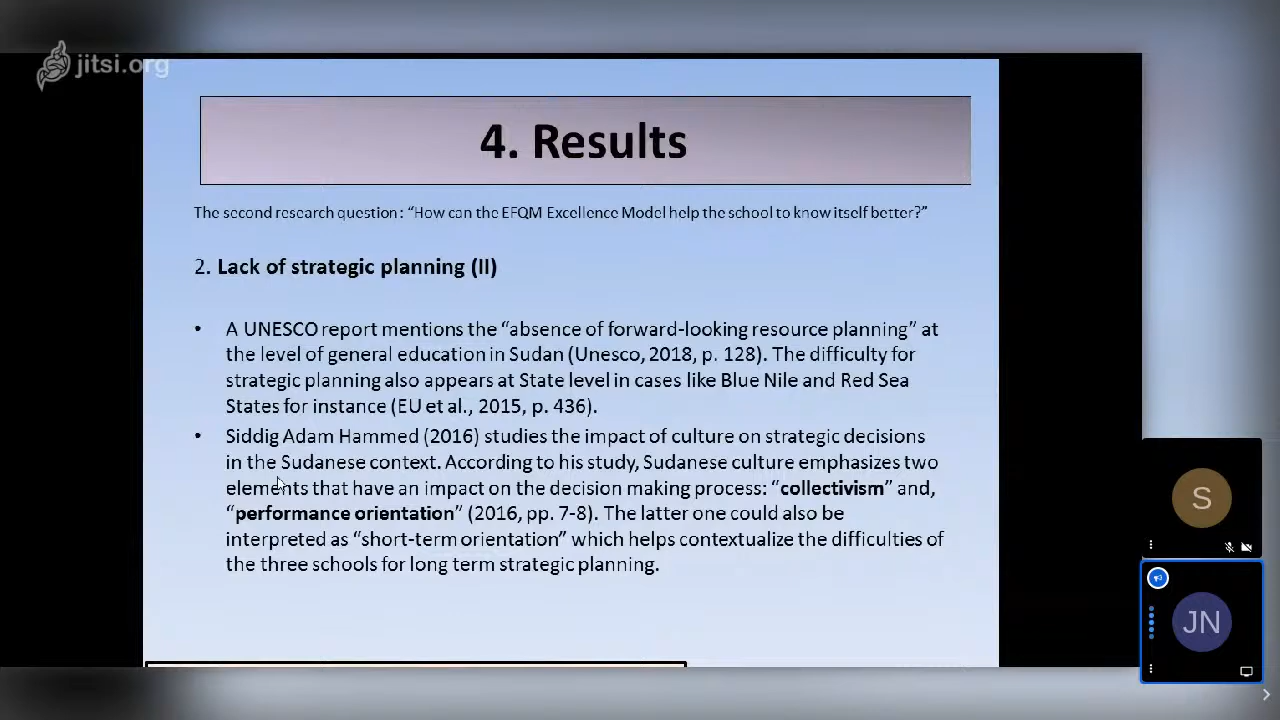 jitsi.org
4. Results
The second research question: “How can the EFQM Excellence Model help the school to know itself better?”
2. Lack of strategic planning (II)
• A UNESCO report mentions the “absence of forward-looking resource planning” at
the level of general education in Sudan (Unesco, 2018, p. 128). The difficulty for
strategic planning also appears at State level in cases like Blue Nile and Red Sea
States for instance (EU et al., 2015, p. 436).
• Siddig Adam Hammed (2016) studies the impact of culture on strategic decisions
in the Sudanese context. According to his study, Sudanese culture emphasizes two
elements that have an impact on the decision making process: “collectivism” and,
“performance orientation” (2016, pp. 7-8). The latter one could also be
interpreted as “short-term orientation” which helps contextualize the difficulties of
the three schools for long term strategic planning.
S
JN